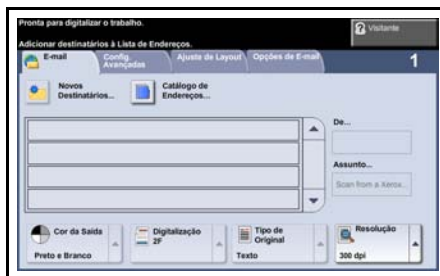 Pronta para digitalizar o trabalho.
Visitante
Adicionar destinatários à Lista de Endereços.
E-mail
Config. Avançadas
Ajuste de Layout
Opções de E-mail
1
Novos
Destinatários...
Catálogo de
Endereços...
De...
Assunto...
Scan from a Xerox...
Cor da Saída
Preto e Branco
Digitalização
2F
Tipo de
Original
Texto
Resolução
300 dpi